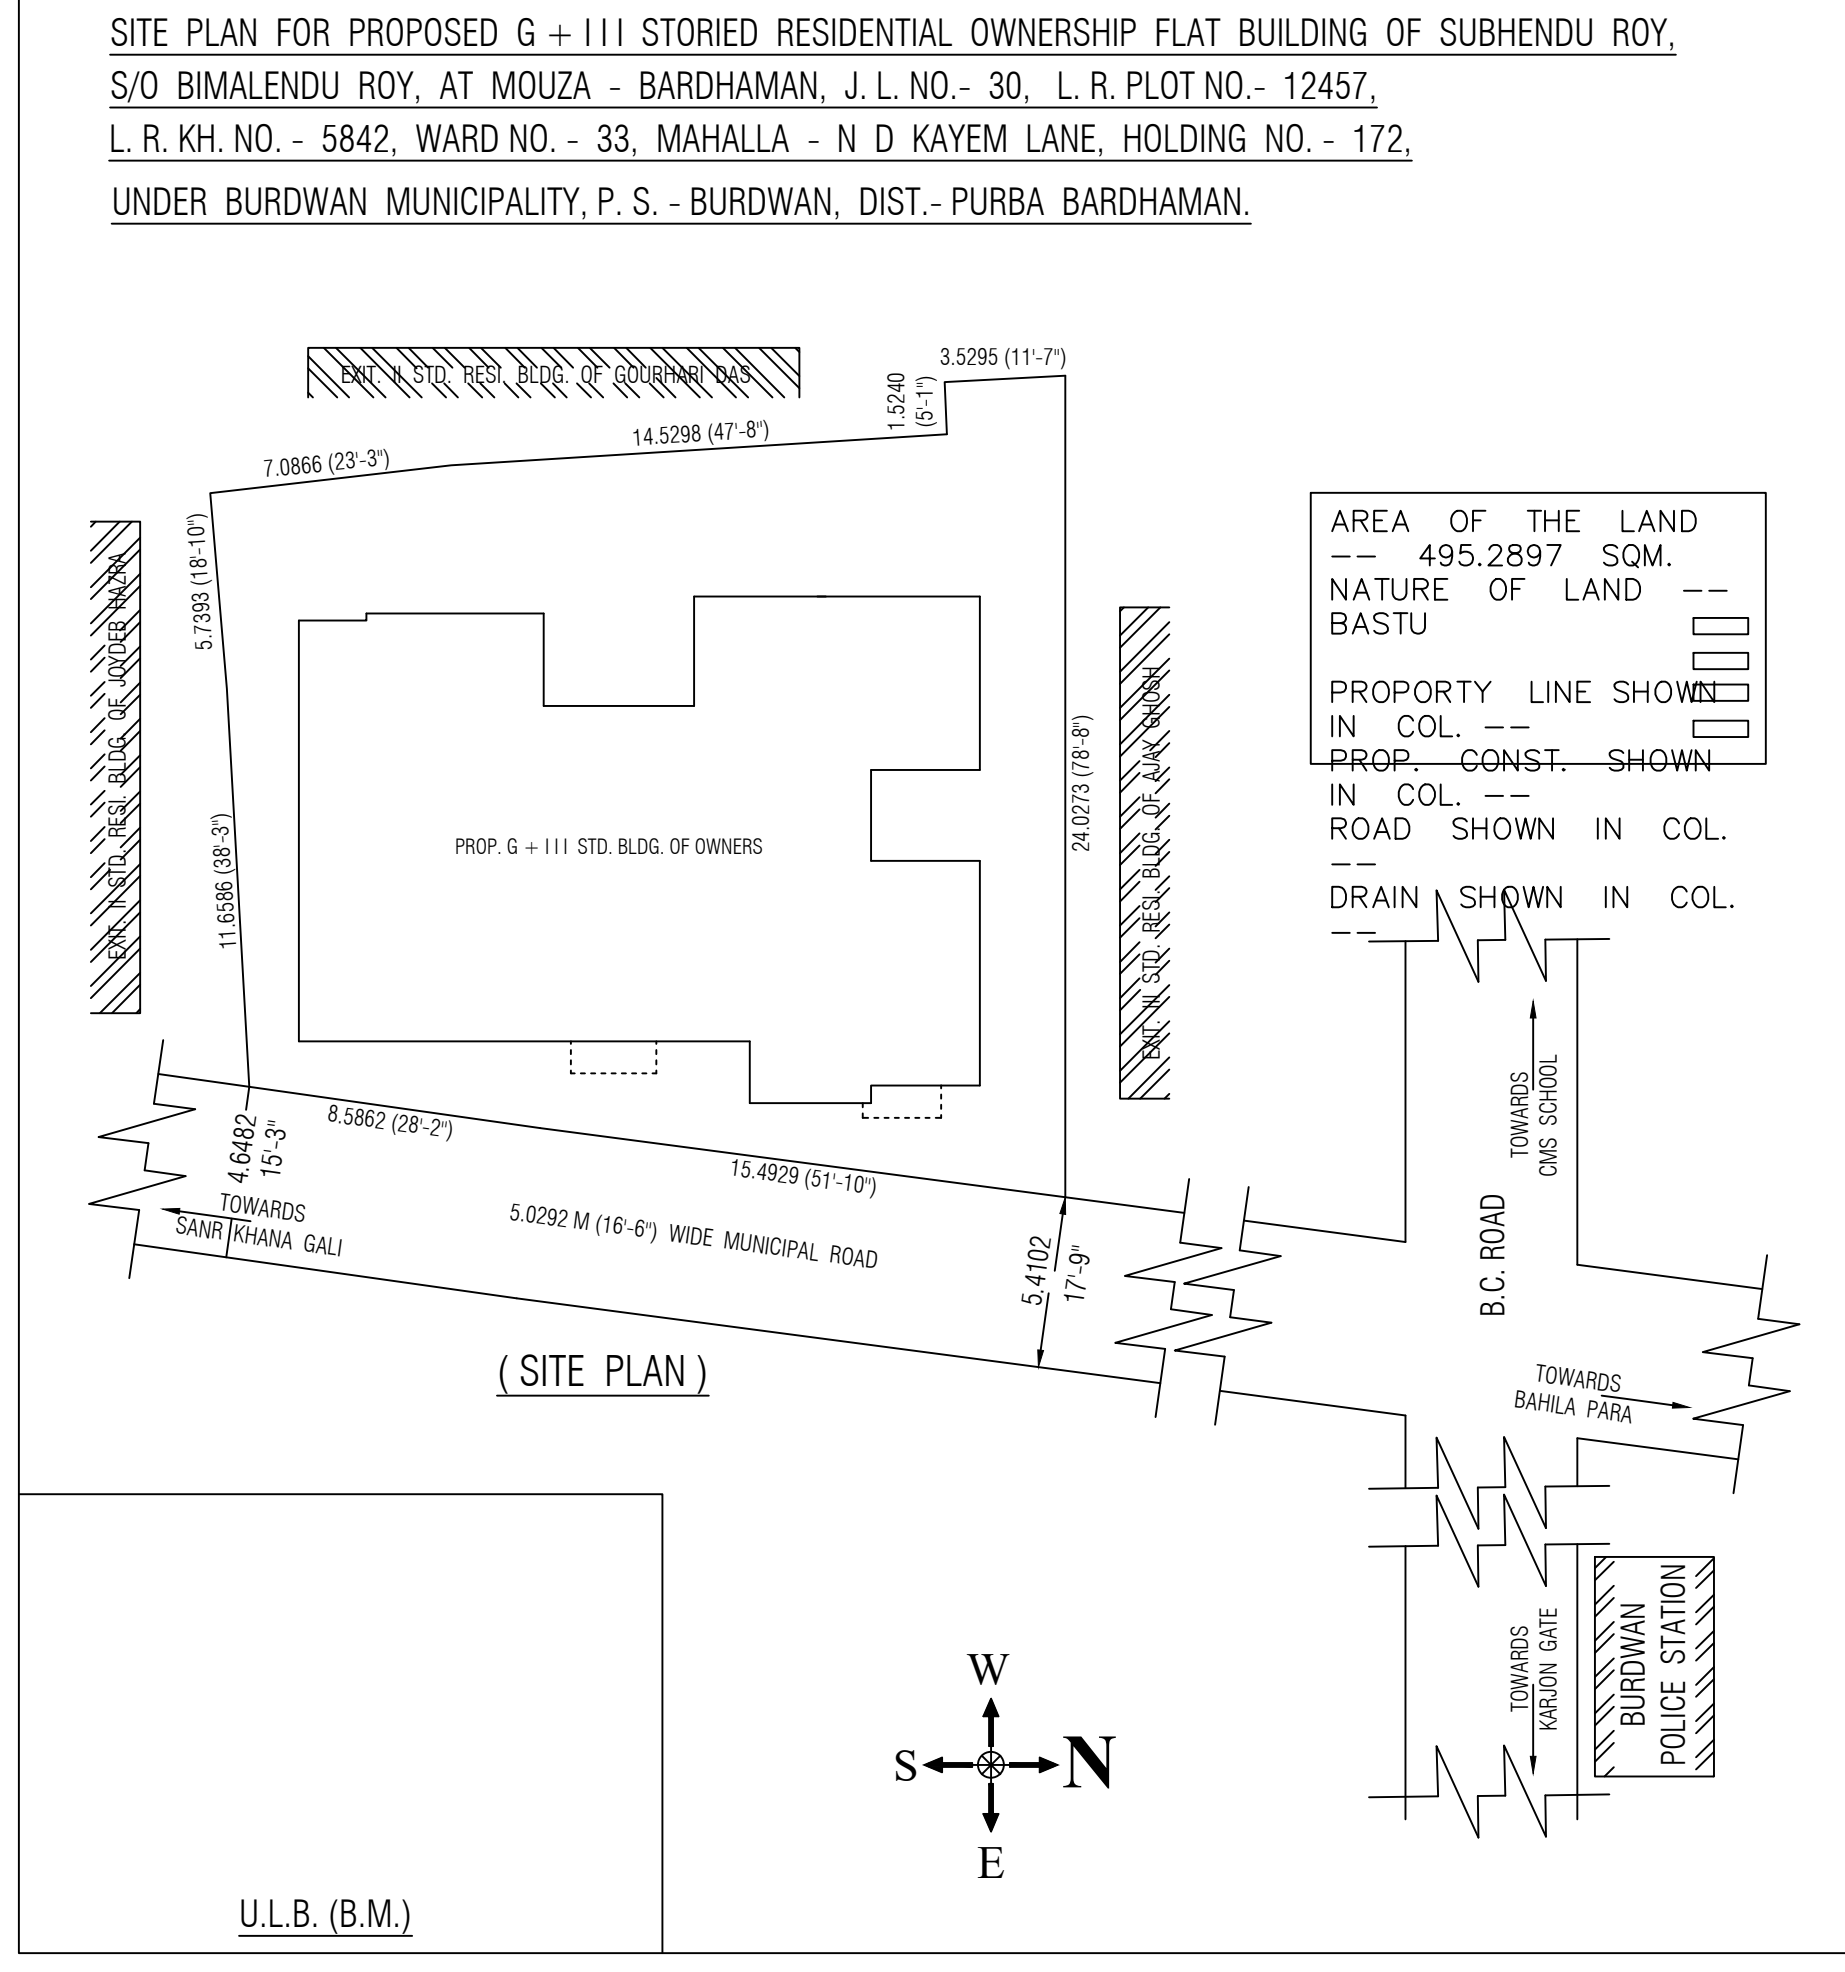 SITE PLAN FOR PROPOSED G + III STORIED RESIDENTIAL OWNERSHIP FLAT BUILDING OF SUBHENDU ROY,
S/O BIMALENDU ROY, AT MOUZA - BARDHAMAN, J. L. NO.- 30, L. R. PLOT NO.- 12457,
L. R. KH. NO. - 5842, WARD NO. - 33, MAHALLA - N D KAYEM LANE, HOLDING NO. - 172,
UNDER BURDWAN MUNICIPALITY, P. S. - BURDWAN, DIST.- PURBA BARDHAMAN.
EXIT. II STD. RESI. BLDG. OF GOURHARI DAS
3.5295 (11'-7")
1.5240
(5'-1")
14.5298 (47'-8")
7.0866 (23'-3")
5.7393 (18'-10")
EXIT. II STD. RESI. BLDG. OF JOYDEB HAZRA
11.6586 (38'-3")
PROP. G + III STD. BLDG. OF OWNERS
24.0273 (78'-8")
EXIT. III STD. RESI. BLDG. OF AJAY GHOSH
AREA OF THE LAND
-- 495.2897 SQM.
NATURE OF LAND --
BASTU
PROPORTY LINE SHOWN
IN COL. --
PROP. CONST. SHOWN
IN COL. --
ROAD SHOWN IN COL.
--
DRAIN SHOWN IN COL.
--
8.5862 (28'-2")
15.4929 (51'-10")
4.6482
15'-3"
TOWARDS
SANR KHANA GALI
5.0292 M (16'-6") WIDE MUNICIPAL ROAD
5.4102
17'-9"
TOWARDS
CMS SCHOOL
B.C. ROAD
TOWARDS
BAHILA PARA
( SITE PLAN )
TOWARDS
KARJON GATE
BURDWAN
POLICE STATION
W
S
N
E
U.L.B. (B.M.)